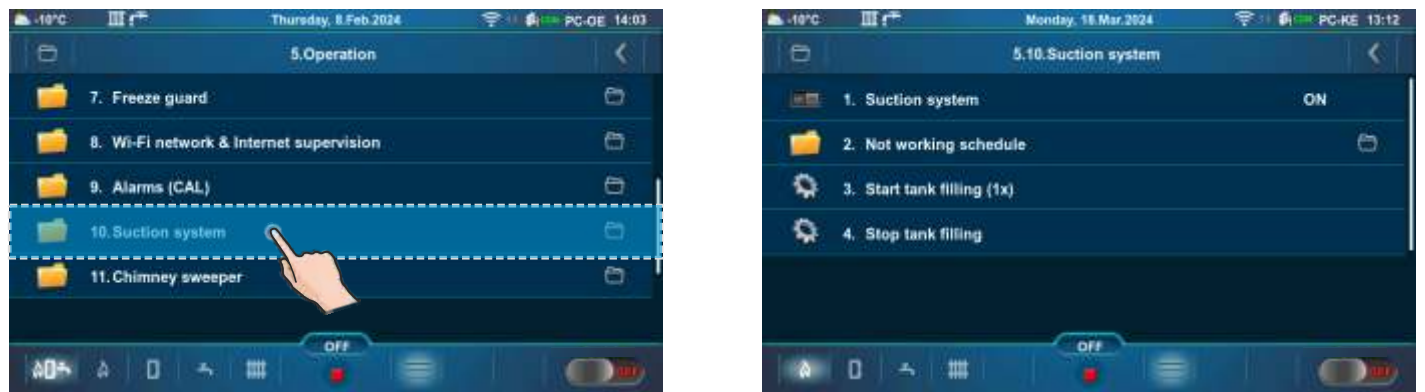 -10°C Thursday, 8.Feb.2024 PC-OE 14:03
5.Operation
7. Freeze guard
8. Wi-Fi network & Internet supervision
9. Alarms (CAL)
10.Suction system
11.Chimney sweeper
OFF
OFF
-10°C Monday, 18.Mar.2024 PC-KE 13:12
5.10.Suction system
1. Suction system ON
2. Not working schedule
3. Start tank filling (1x)
4. Stop tank filling
OFF
OFF